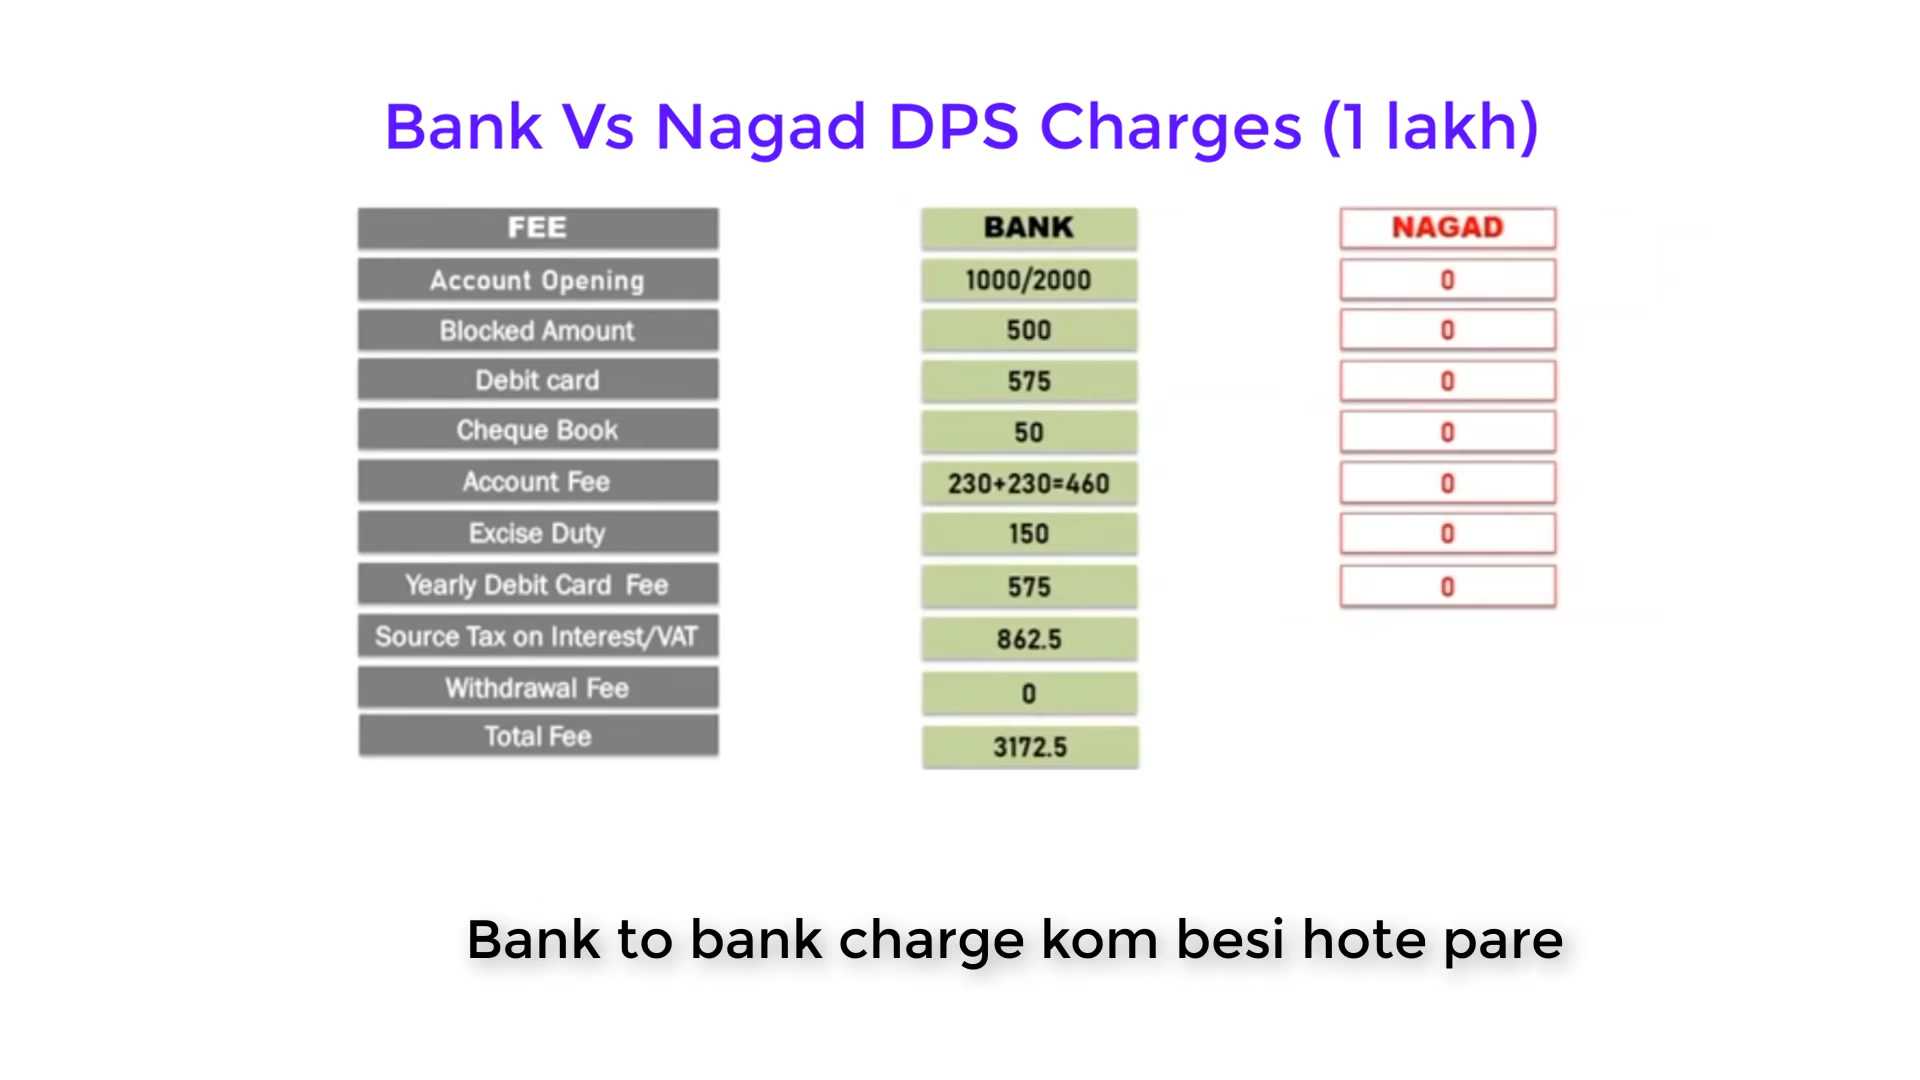 Bank Vs Nagad DPS Charges (1 lakh)
FEE BANK NAGAD
Account Opening 1000/2000 0
Blocked Amount 500 0
Debit card 575 0
Cheque Book 50 0
Account Fee 230+230=460 0
Excise Duty 150 0
Yearly Debit Card Fee 575 0
Source Tax on Interest/VAT 862.5
Withdrawal Fee 0
Total Fee 3172.5
Bank to bank charge kom besi hote pare